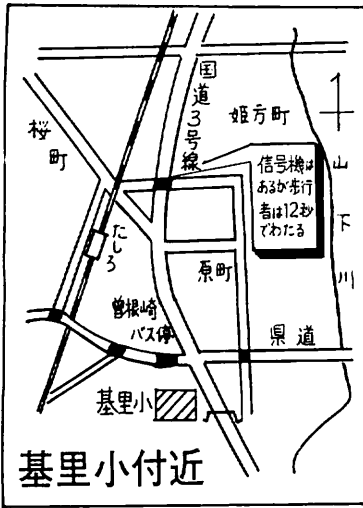 国道3号線
姫方町
桜町
信号機は
あるが歩行
者は12秒
でわたる
山下川
たしろ
原町
曽根崎
バス停
県道
基里小
基里小付近